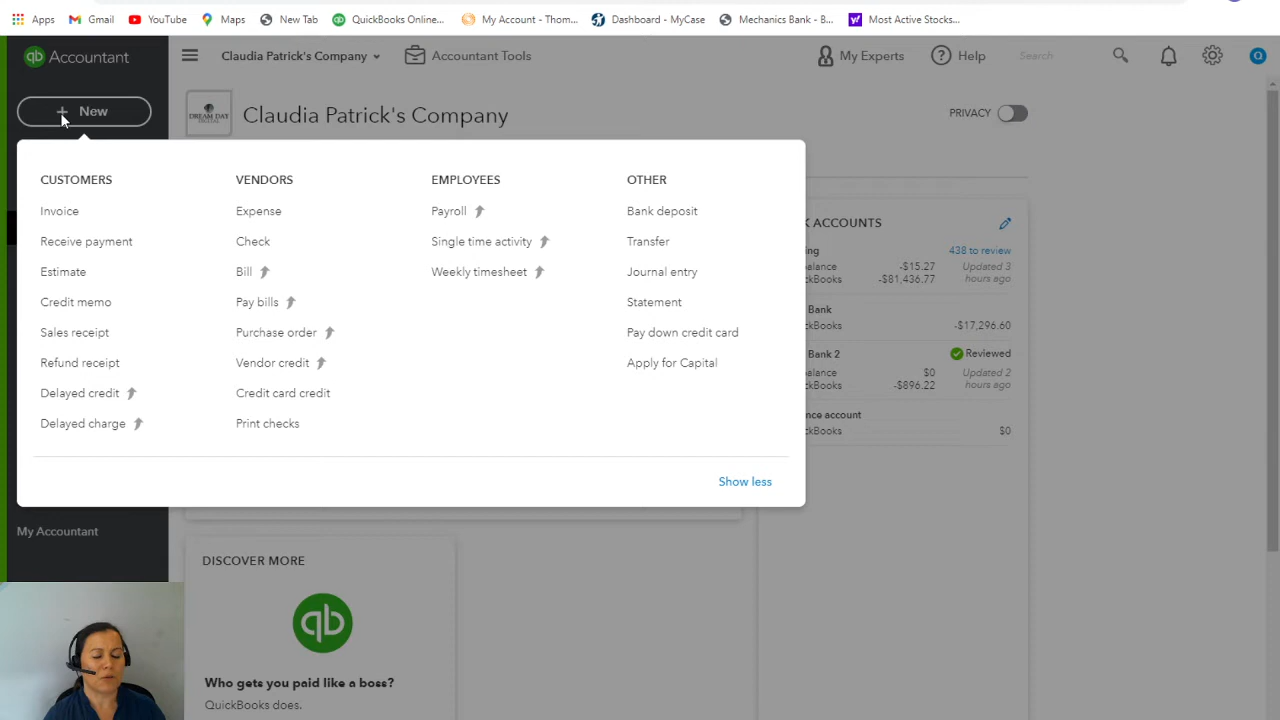 Apps
Gmail
YouTube
Maps
New Tab
QuickBooks Online...
My Account - Thom...
Dashboard - MyCase
Mechanics Bank - B...
Most Active Stocks...
qb Accountant
Claudia Patrick's Company
Accountant Tools
My Experts
Help
Search
Q
+ New
DREAM DAY
DIGITAL
Claudia Patrick's Company
PRIVACY
CUSTOMERS
Invoice
Receive payment
Estimate
Credit memo
Sales receipt
Refund receipt
Delayed credit
Delayed charge
VENDORS
Expense
Check
Bill
Pay bills
Purchase order
Vendor credit
Credit card credit
Print checks
EMPLOYEES
Payroll
Single time activity
Weekly timesheet
OTHER
Bank deposit
Transfer
Journal entry
Statement
Pay down credit card
Apply for Capital
Show less
K ACCOUNTS
ing
438 to review
alance
-$15.27
Updated 3
ckBooks
-$81,436.77
hours ago
Bank
ckBooks
-$17,296.60
Bank 2
Reviewed
alance
$0
Updated 2
ckBooks
-$896.22
hours ago
nce account
ckBooks
$0
My Accountant
DISCOVER MORE
qb
Who gets you paid like a boss?
QuickBooks does.